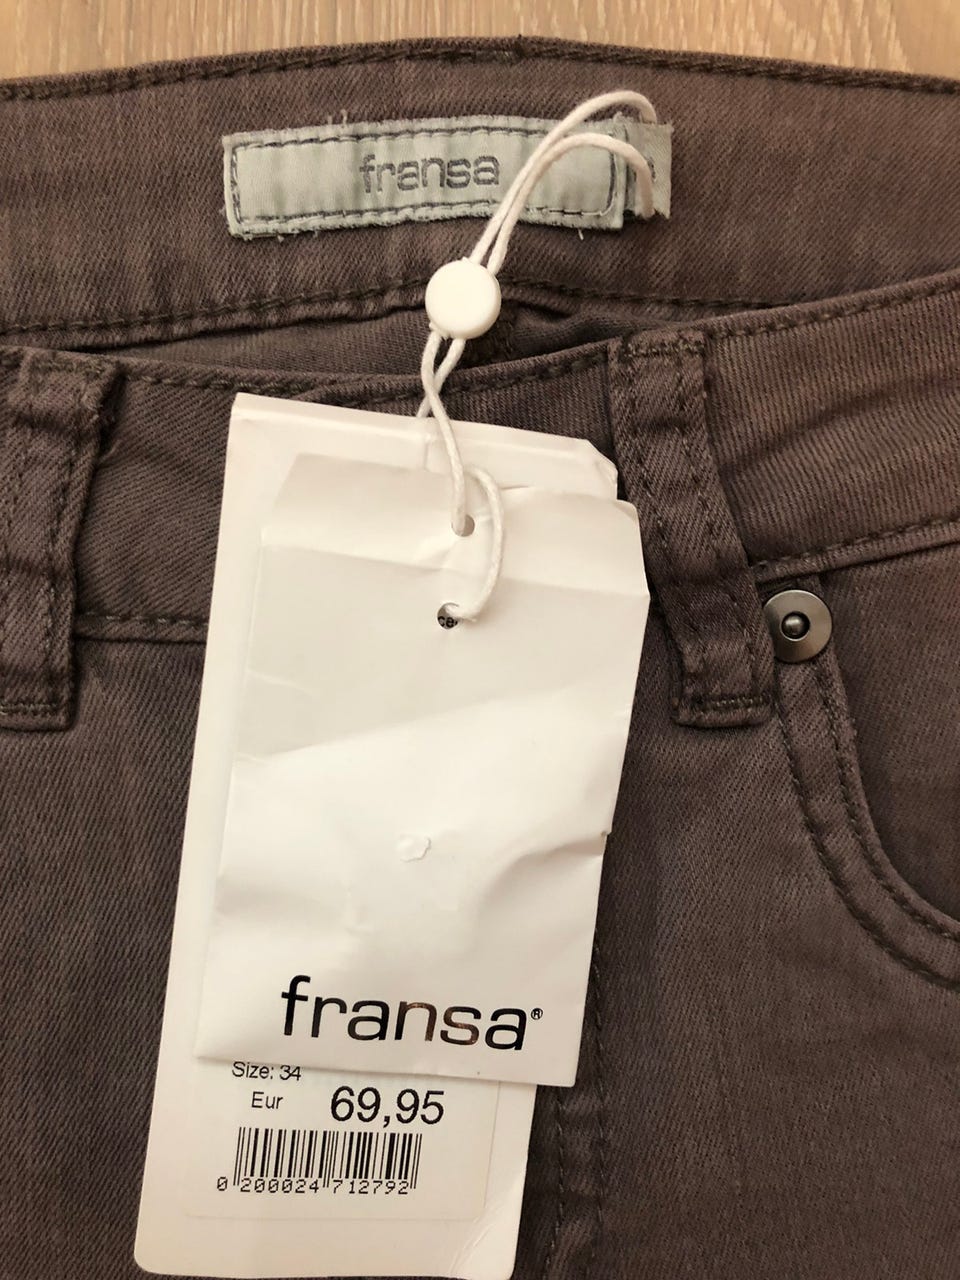 fransa
fransa®
Size: 34
Eur 69,95
0 200024 712792